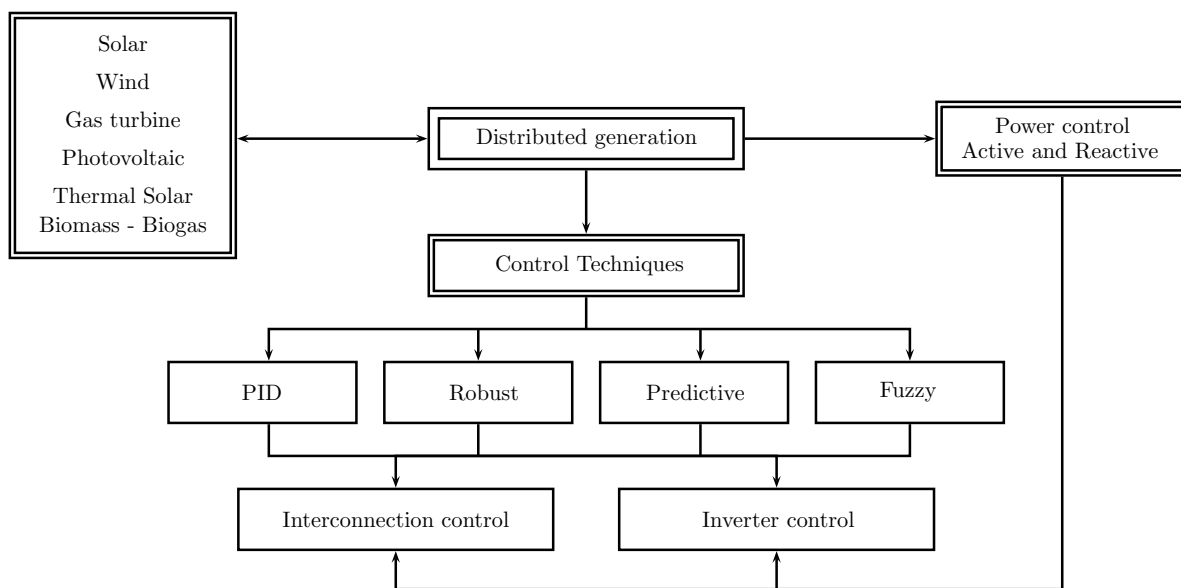 Solar
Wind
Gas turbine
Photovoltaic
Thermal Solar
Biomass - Biogas
Distributed generation
Power control
Active and Reactive
Control Techniques
PID
Robust
Predictive
Fuzzy
Interconnection control
Inverter control